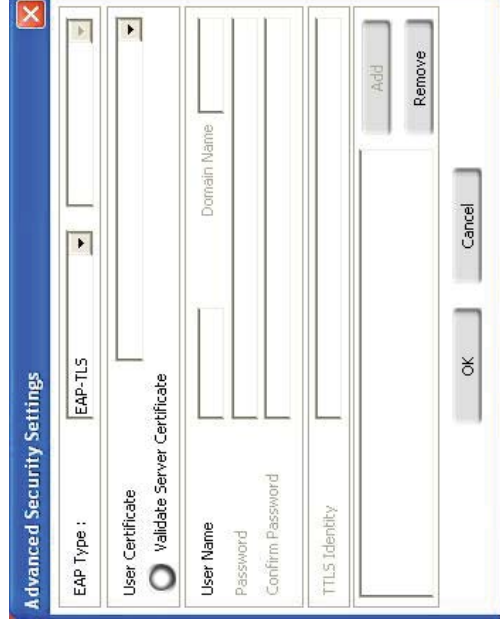 Advanced Security Settings
EAP Type :
EAP-TLS
User Certificate
Validate Server Certificate
User Name
Domain Name
Password
Confirm Password
TTLS Identity
Add
Remove
OK
Cancel